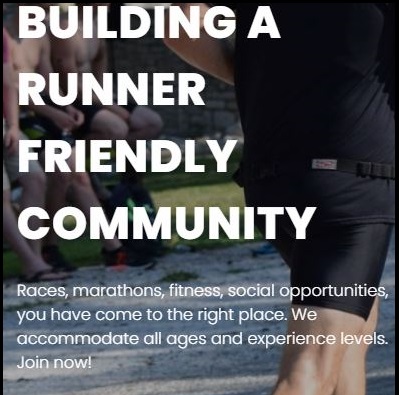 BUILDING A
RUNNER
FRIENDLY
COMMUNITY
Races, marathons, fitness, social opportunities,
you have come to the right place. We
accommodate all ages and experience levels.
Join now!